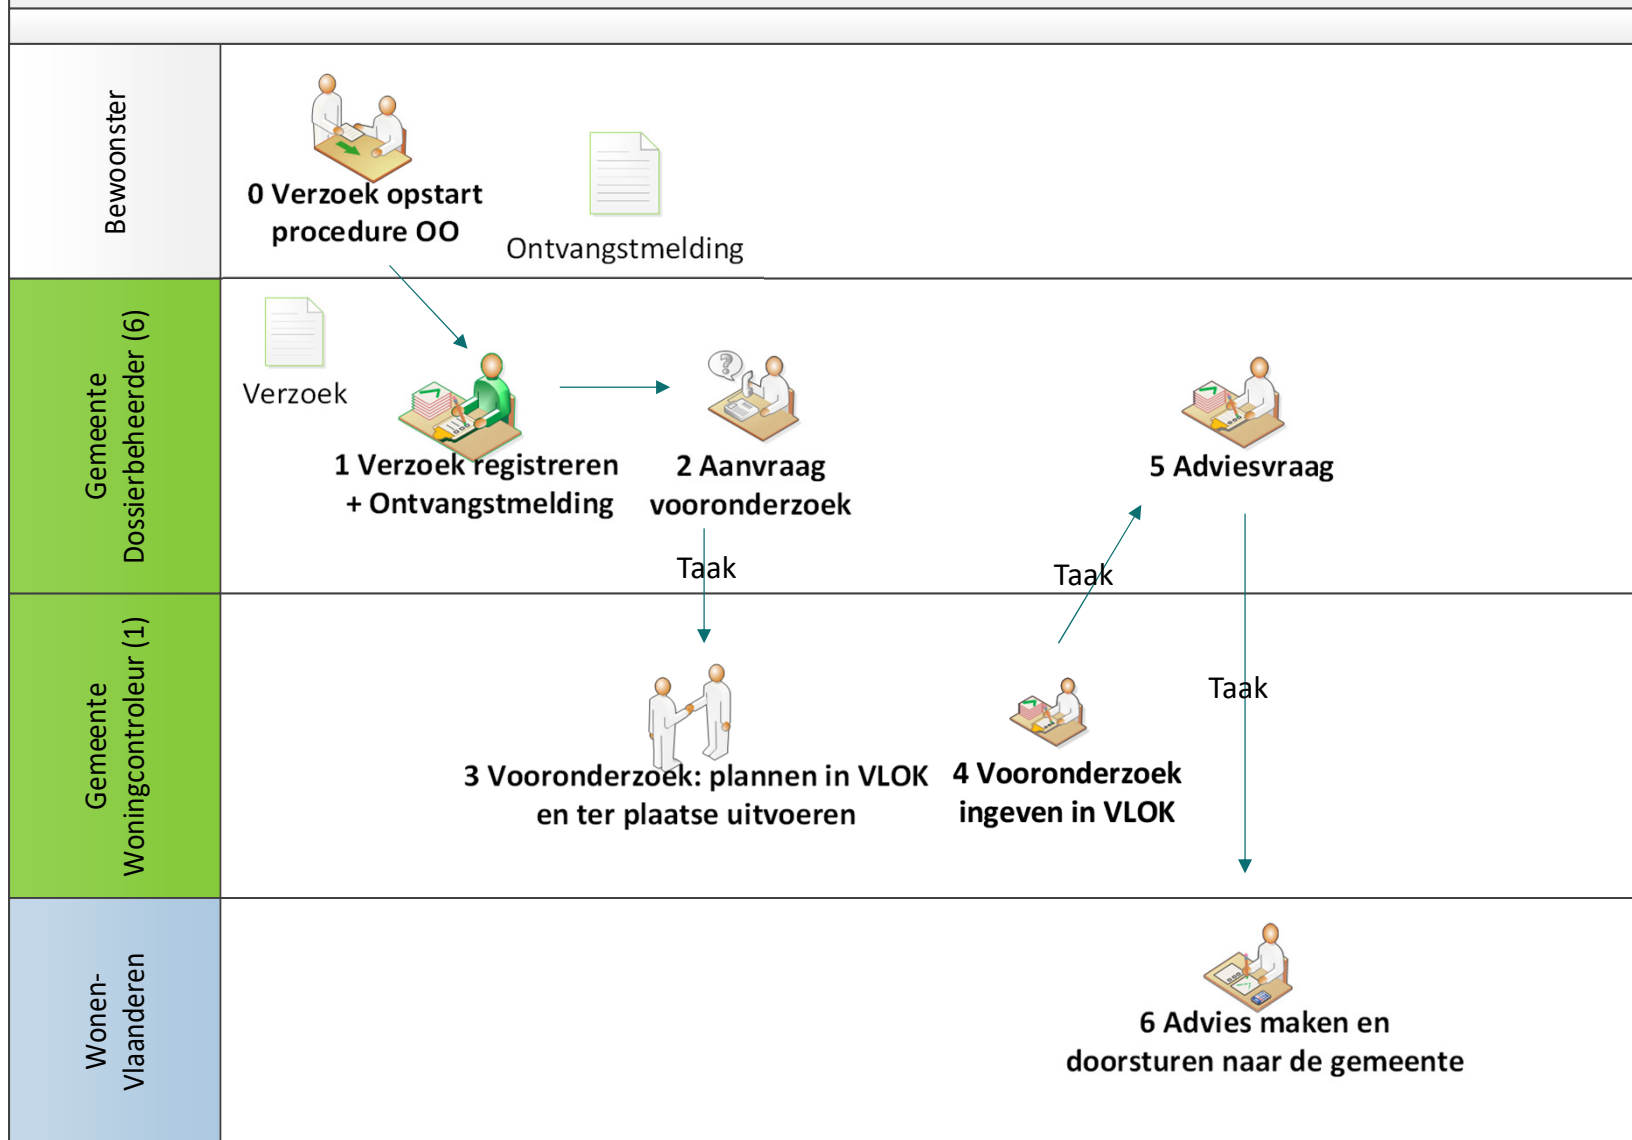 Bewoonster
0 Verzoek opstart
procedure OO
Ontvangstmelding
Gemeente
Dossierbeheerder (6)
Verzoek
1 Verzoek registreren
+ Ontvangstmelding
2 Aanvraag
vooronderzoek
5 Adviesvraag
Taak
Taak
Gemeente
Woningcontroleur (1)
Taak
3 Vooronderzoek: plannen in VLOK
en ter plaatse uitvoeren
4 Vooronderzoek
ingeven in VLOK
Wonen-
Vlaanderen
6 Advies maken en
doorsturen naar de gemeente